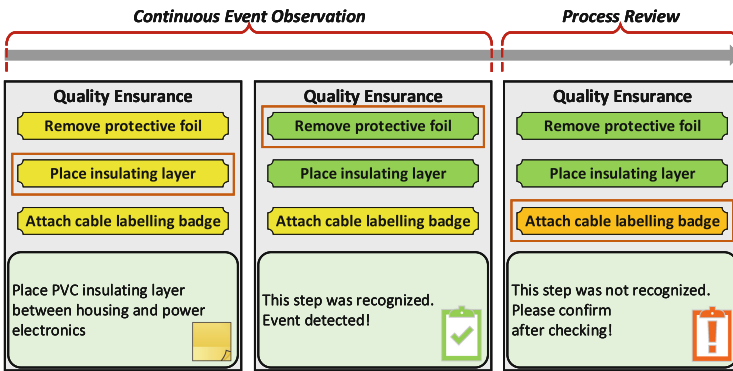 Continuous Event Observation
Process Review
Quality Ensurance
Remove protective foil
Place insulating layer
Attach cable labelling badge
Place PVC insulating layer
between housing and power
electronics
Quality Ensurance
Remove protective foil
Place insulating layer
Attach cable labelling badge
This step was recognized.
Event detected!
Quality Ensurance
Remove protective foil
Place insulating layer
Attach cable labelling badge
This step was not recognized.
Please confirm
after checking!